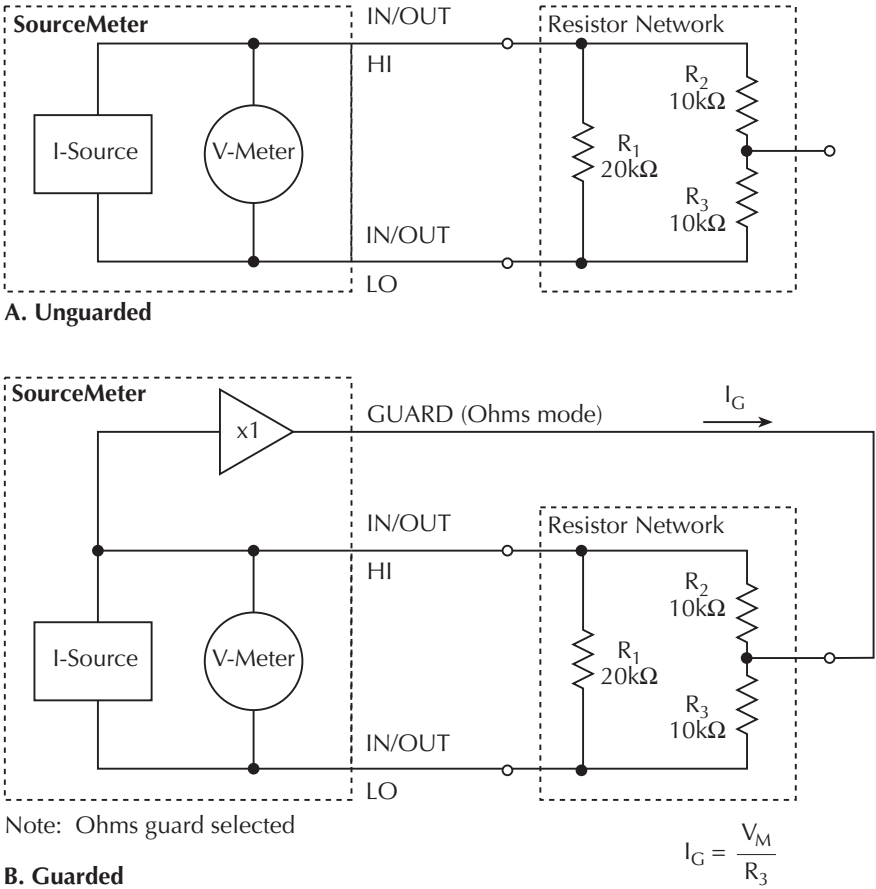 SourceMeter
IN/OUT
HI
Resistor Network
R2
10kΩ
I-Source
V-Meter
R1
20kΩ
R3
10kΩ
IN/OUT
LO
A. Unguarded
SourceMeter
x1
GUARD (Ohms mode)
IG
IN/OUT
HI
Resistor Network
R2
10kΩ
I-Source
V-Meter
R1
20kΩ
R3
10kΩ
IN/OUT
LO
Note: Ohms guard selected
IG = VM
R3
B. Guarded